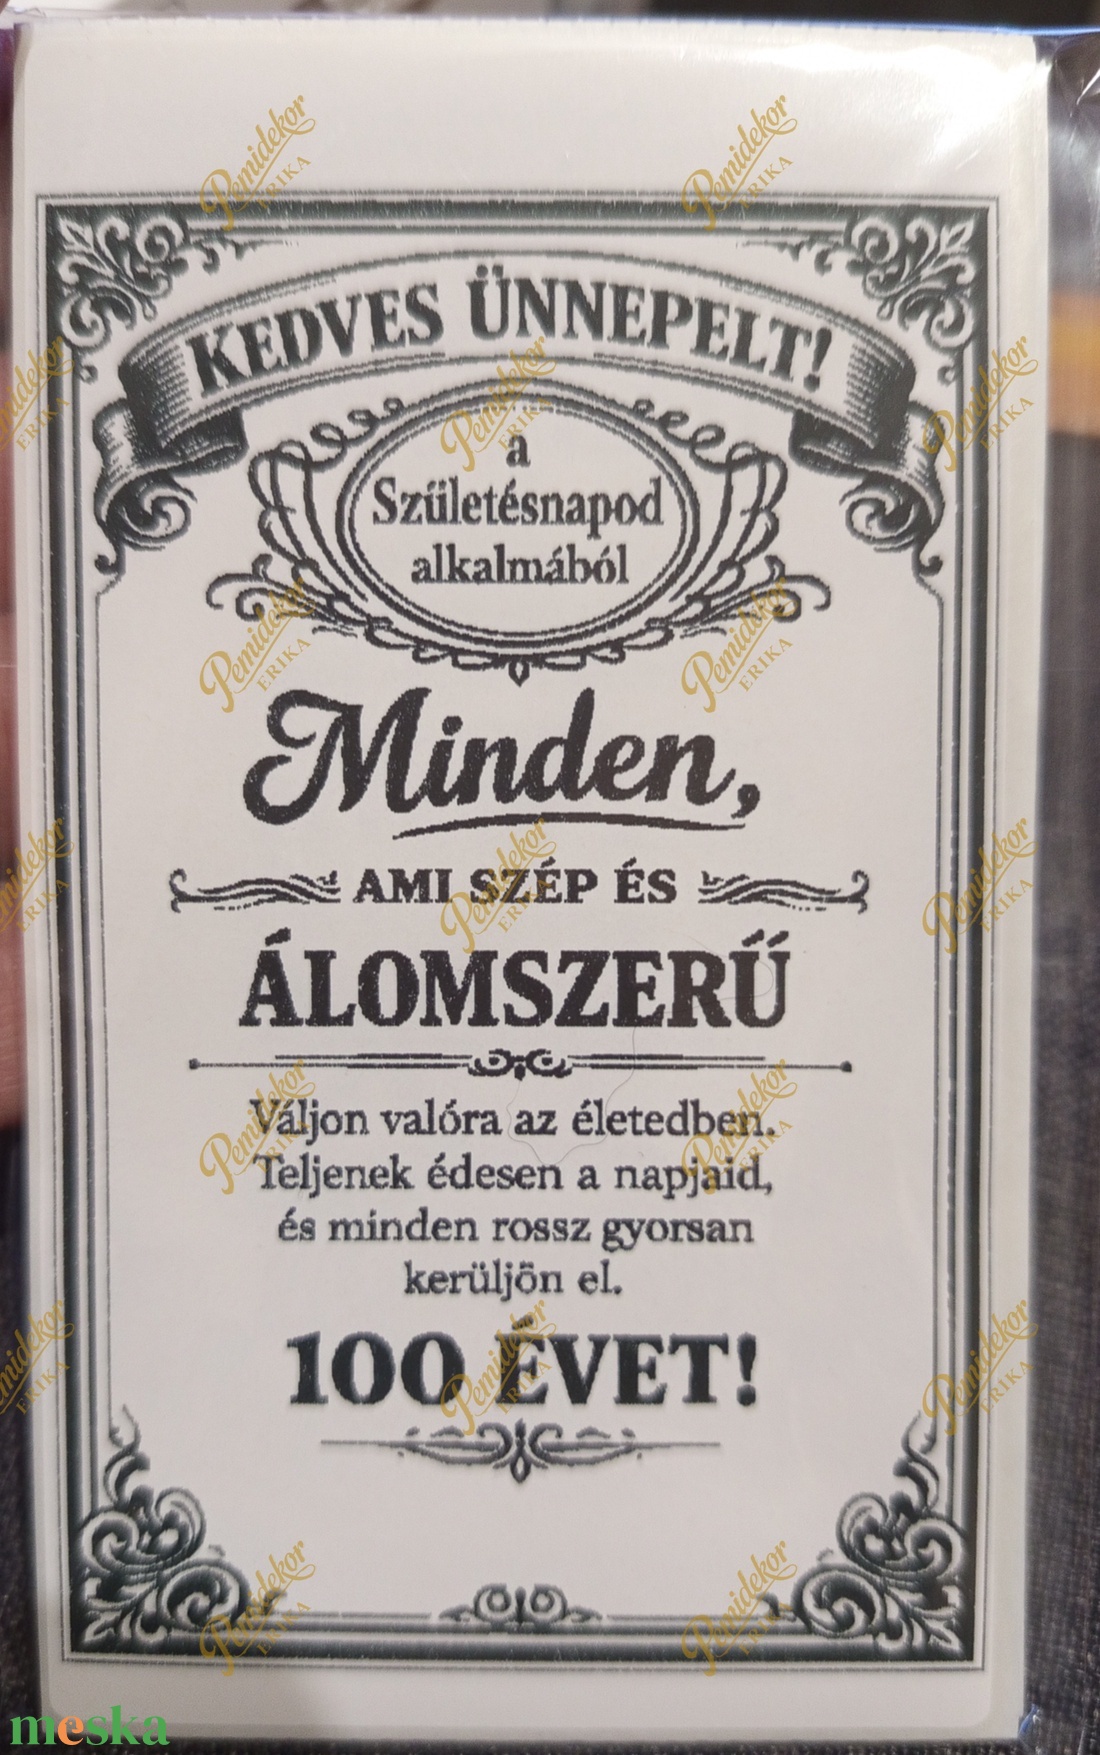 KEDVES ÜNNEPELT!
a
Születésnapod
alkalmából
Minden,
AMI SZÉP ÉS
ÁLOMSZERŰ
Váljon valóra az életedben.
Teljenek édesen a napjaid,
és minden rossz gyorsan
kerüljön el.
100 ÉVET!
Pemidekor
ERIKA
meska